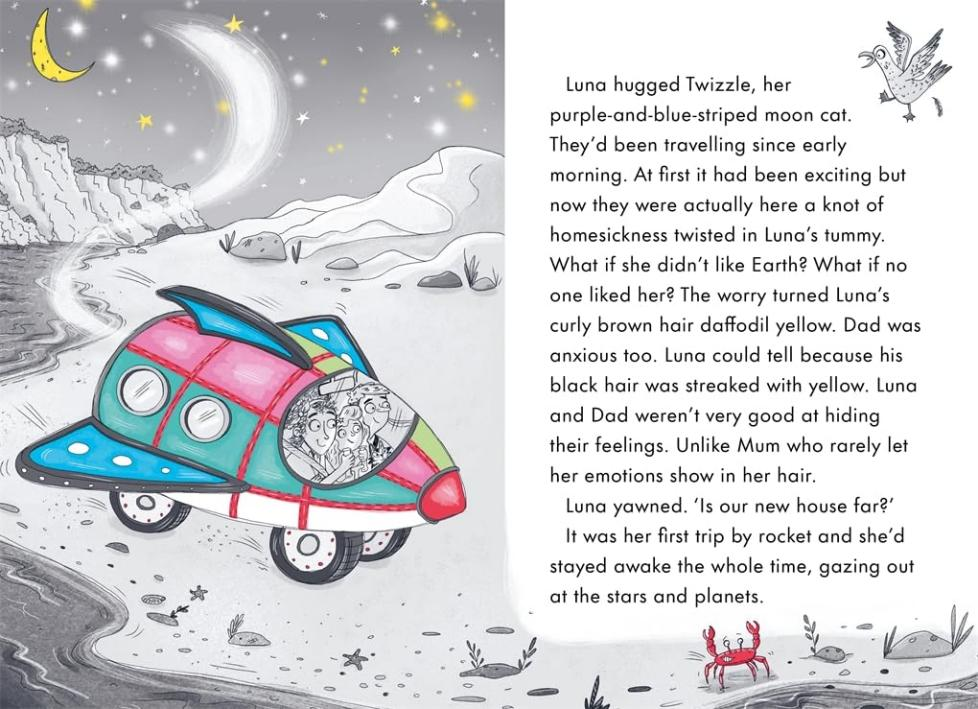 Luna hugged Twizzle, her
purple-and-blue-striped moon cat.
They’d been travelling since early
morning. At first it had been exciting but
now they were actually here a knot of
homesickness twisted in Luna’s tummy.
What if she didn’t like Earth? What if no
one liked her? The worry turned Luna’s
curly brown hair daffodil yellow. Dad was
anxious too. Luna could tell because his
black hair was streaked with yellow. Luna
and Dad weren’t very good at hiding
their feelings. Unlike Mum who rarely let
her emotions show in her hair.
Luna yawned. ‘Is our new house far?’
It was her first trip by rocket and she’d
stayed awake the whole time, gazing out
at the stars and planets.